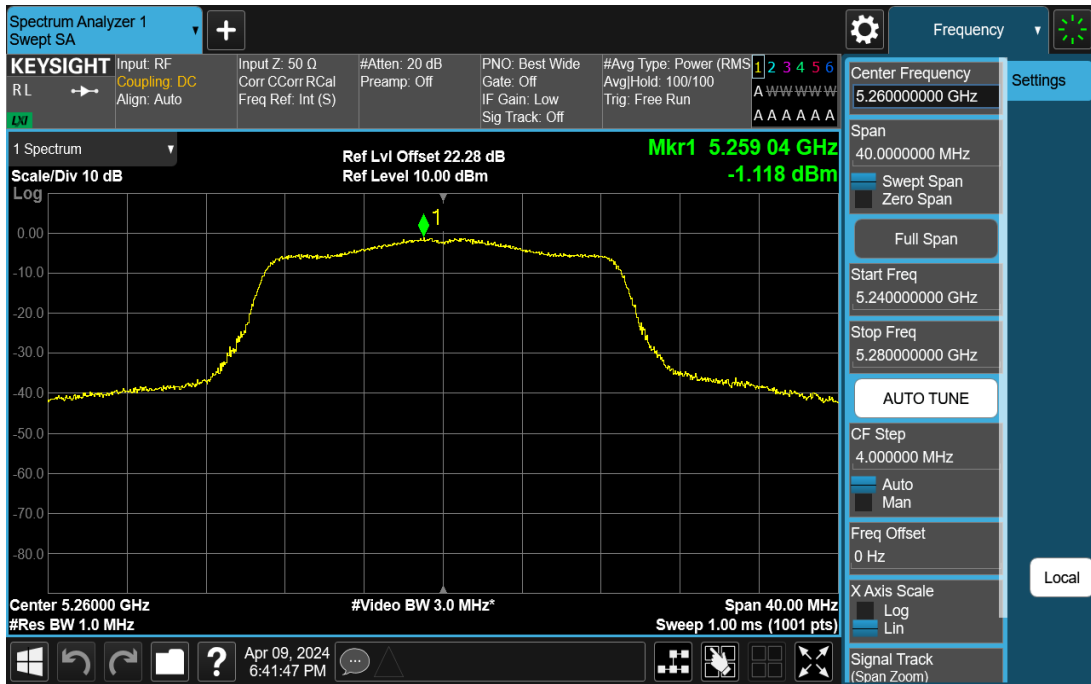 Spectrum Analyzer 1
Swept SA
+
Frequency
KEYSIGHT
R L
LXI
Input: RF
Coupling: DC
Align: Auto
Input Z: 50 Ω
Corr CCorr RCal
Freq Ref: Int (S)
#Atten: 20 dB
Preamp: Off
PNO: Best Wide
Gate: Off
IF Gain: Low
Sig Track: Off
#Avg Type: Power (RMS
Avg|Hold: 100/100
Trig: Free Run
1 2 3 4 5 6
A W W W W W
A A A A A A
1 Spectrum
Scale/Div 10 dB
Log
Ref Lvl Offset 22.28 dB
Ref Level 10.00 dBm
Mkr1 5.259 04 GHz
-1.118 dBm
1
0.00
-10.0
-20.0
-30.0
-40.0
-50.0
-60.0
-70.0
-80.0
Center 5.26000 GHz
#Res BW 1.0 MHz
#Video BW 3.0 MHz*
Span 40.00 MHz
Sweep 1.00 ms (1001 pts)
Apr 09, 2024
6:41:47 PM
?
Center Frequency
5.260000000 GHz
Span
40.0000000 MHz
Swept Span
Zero Span
Full Span
Start Freq
5.240000000 GHz
Stop Freq
5.280000000 GHz
AUTO TUNE
CF Step
4.000000 MHz
Auto
Man
Freq Offset
0 Hz
X Axis Scale
Log
Lin
Signal Track
(Span Zoom)
Settings
Local